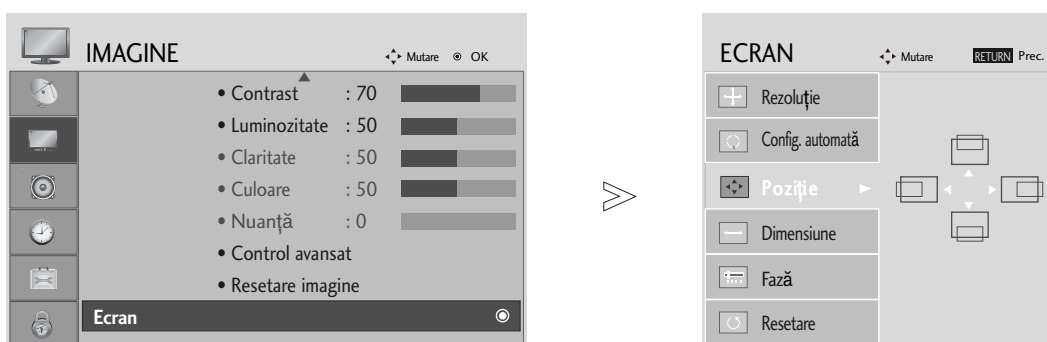 IMAGINE
Mutare OK
• Contrast : 70
• Luminozitate : 50
• Claritate : 50
• Culoare : 50
• Nuanță : 0
• Control avansat
• Resetare imagine
Ecran
ECRAN
Mutare RETURN Prec.
Rezoluție
Config. automată
Poziție
Dimensiune
Fază
Resetare